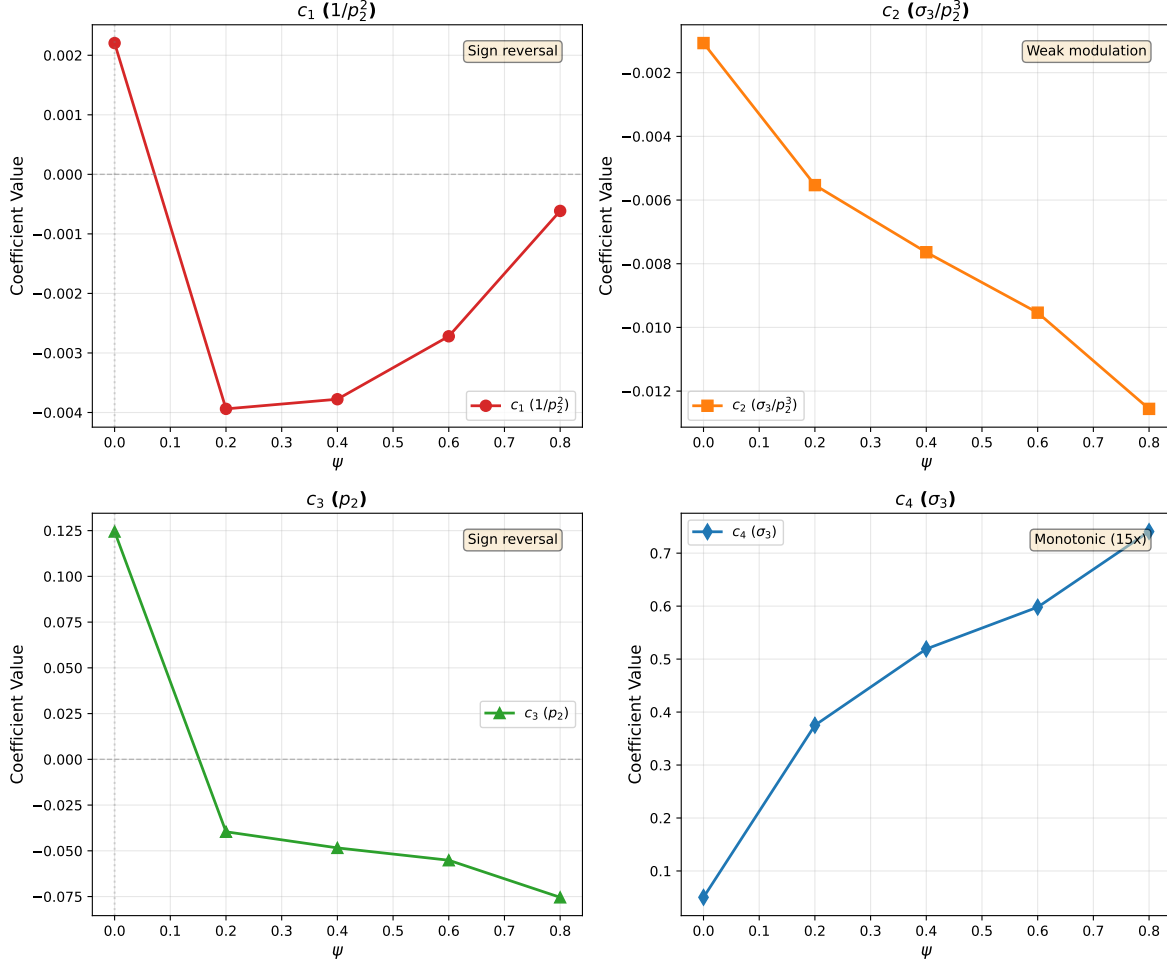 c₁ (1/p₂²)
Sign reversal
Coefficient Value
0.002
0.001
0.000
−0.001
−0.002
−0.003
−0.004
c₁ (1/p₂²)
0.0 0.1 0.2 0.3 0.4 0.5 0.6 0.7 0.8
ψ
c₂ (σ₃/p₂³)
Weak modulation
Coefficient Value
−0.002
−0.004
−0.006
−0.008
−0.010
−0.012
c₂ (σ₃/p₂³)
0.0 0.1 0.2 0.3 0.4 0.5 0.6 0.7 0.8
ψ
c₃ (p₂)
Sign reversal
Coefficient Value
0.125
0.100
0.075
0.050
0.025
0.000
−0.025
−0.050
−0.075
c₃ (p₂)
0.0 0.1 0.2 0.3 0.4 0.5 0.6 0.7 0.8
ψ
c₄ (σ₃)
c₄ (σ₃)
Monotonic (15x)
Coefficient Value
0.7
0.6
0.5
0.4
0.3
0.2
0.1
0.0 0.1 0.2 0.3 0.4 0.5 0.6 0.7 0.8
ψ